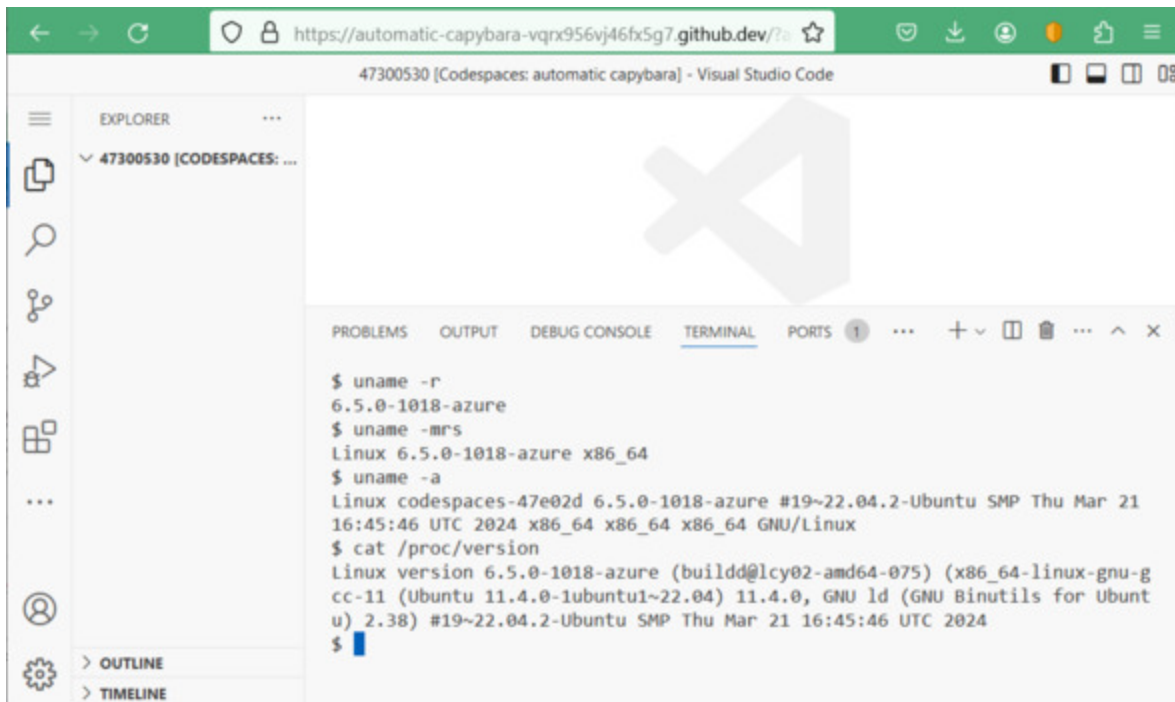 https://automatic-capybara-vqrx956vj46fx5g7.github.dev/?
47300530 [Codespaces: automatic capybara] - Visual Studio Code
EXPLORER
47300530 [CODESPACES: ...
PROBLEMS OUTPUT DEBUG CONSOLE TERMINAL PORTS 1
$ uname -r
6.5.0-1018-azure
$ uname -mrs
Linux 6.5.0-1018-azure x86_64
$ uname -a
Linux codespaces-47e02d 6.5.0-1018-azure #19~22.04.2-Ubuntu SMP Thu Mar 21
16:45:46 UTC 2024 x86_64 x86_64 x86_64 GNU/Linux
$ cat /proc/version
Linux version 6.5.0-1018-azure (buildd@lcy02-amd64-075) (x86_64-linux-gnu-g
cc-11 (Ubuntu 11.4.0-1ubuntu1~22.04) 11.4.0, GNU ld (GNU Binutils for Ubunt
u) 2.38) #19~22.04.2-Ubuntu SMP Thu Mar 21 16:45:46 UTC 2024
$
OUTLINE
TIMELINE